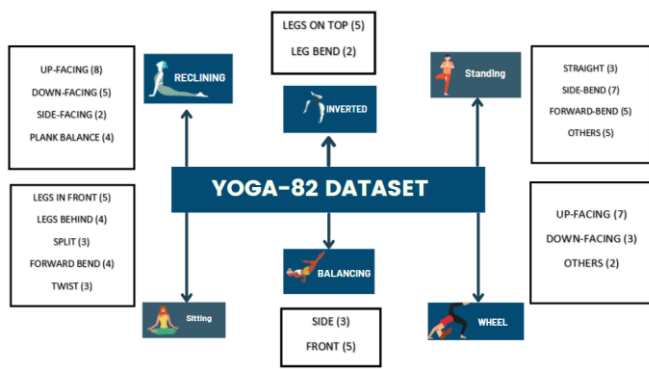 LEGS ON TOP (5)
LEG BEND (2)
UP-FACING (8)
DOWN-FACING (5)
SIDE-FACING (2)
PLANK BALANCE (4)
RECLINING
INVERTED
Standing
STRAIGHT (3)
SIDE-BEND (7)
FORWARD-BEND (5)
OTHERS (5)
YOGA-82 DATASET
LEGS IN FRONT (5)
LEGS BEHIND (4)
SPLIT (3)
FORWARD BEND (4)
TWIST (3)
Sitting
BALANCING
WHEEL
UP-FACING (7)
DOWN-FACING (3)
OTHERS (2)
SIDE (3)
FRONT (5)